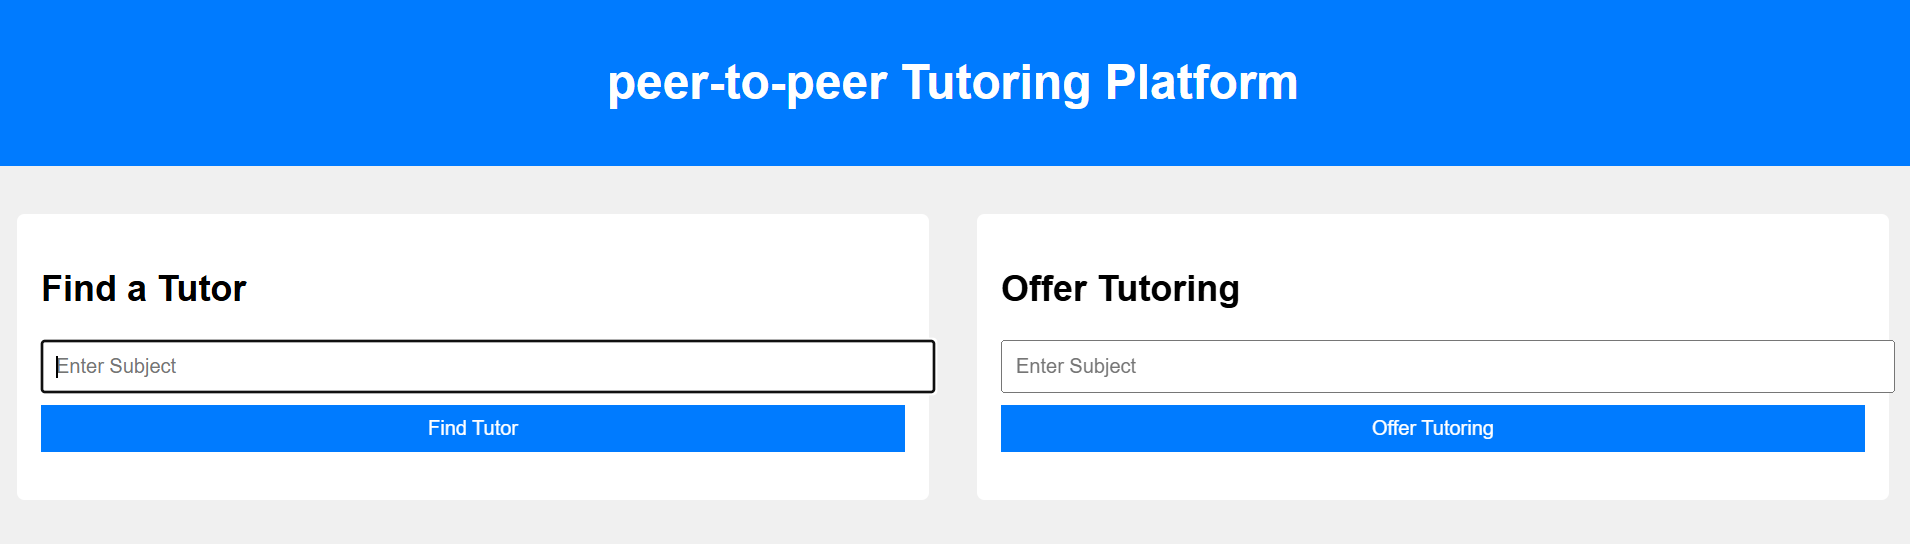 peer-to-peer Tutoring Platform
Find a Tutor
Enter Subject
Find Tutor
Offer Tutoring
Enter Subject
Offer Tutoring